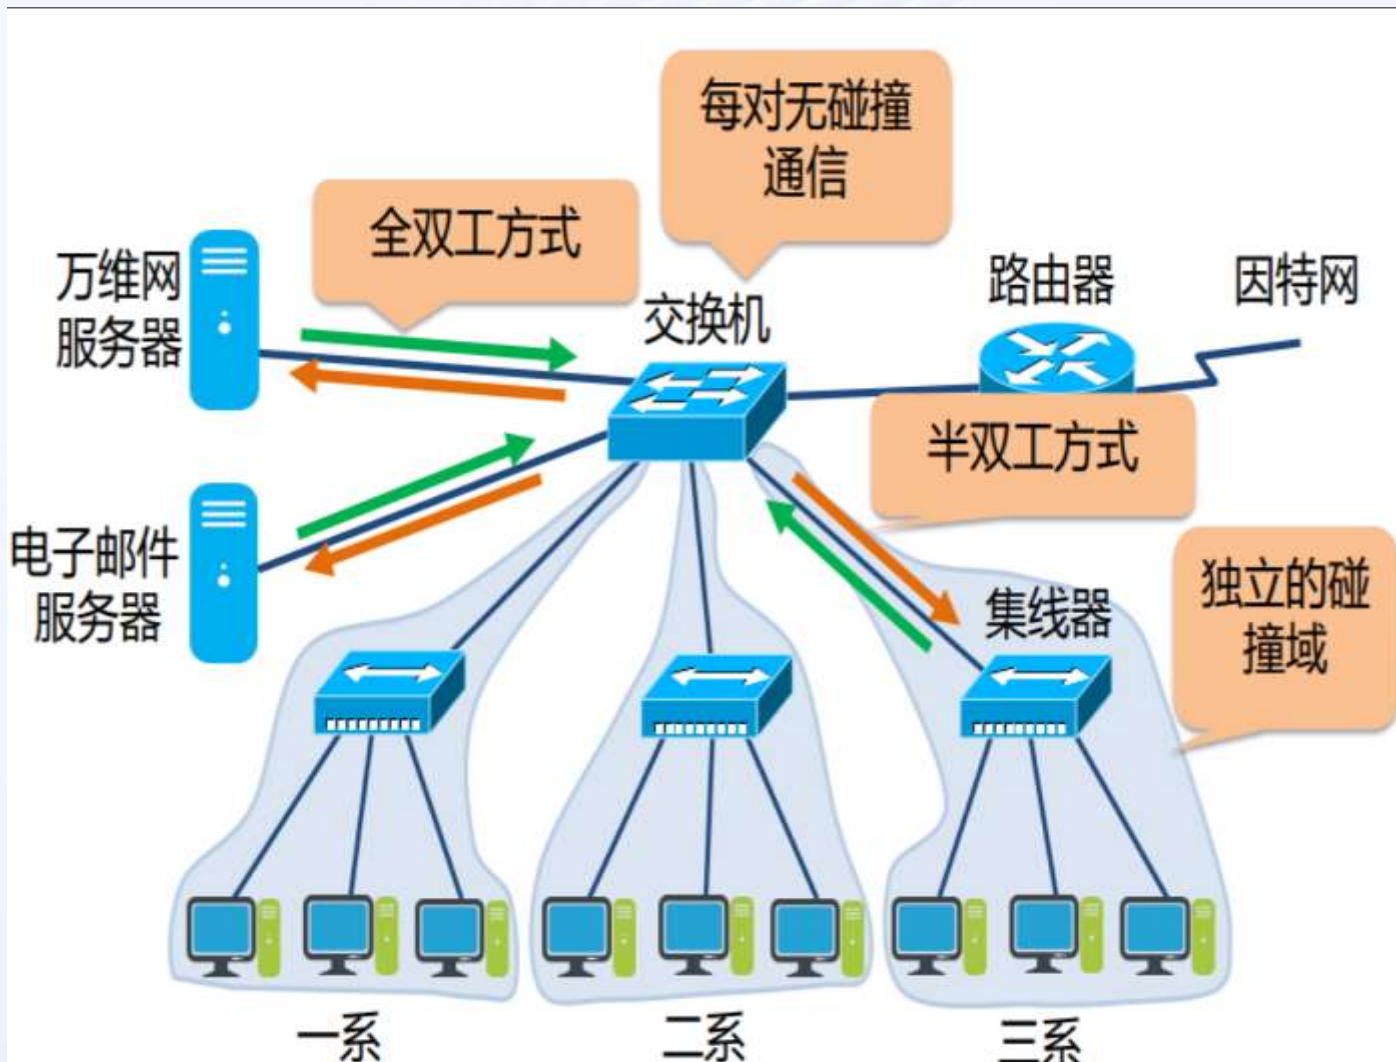 每对无碰撞
通信
全双工方式
万维网
服务器
交换机
路由器
因特网
半双工方式
电子邮件
服务器
集线器
独立的碰
撞域
一系
二系
三系